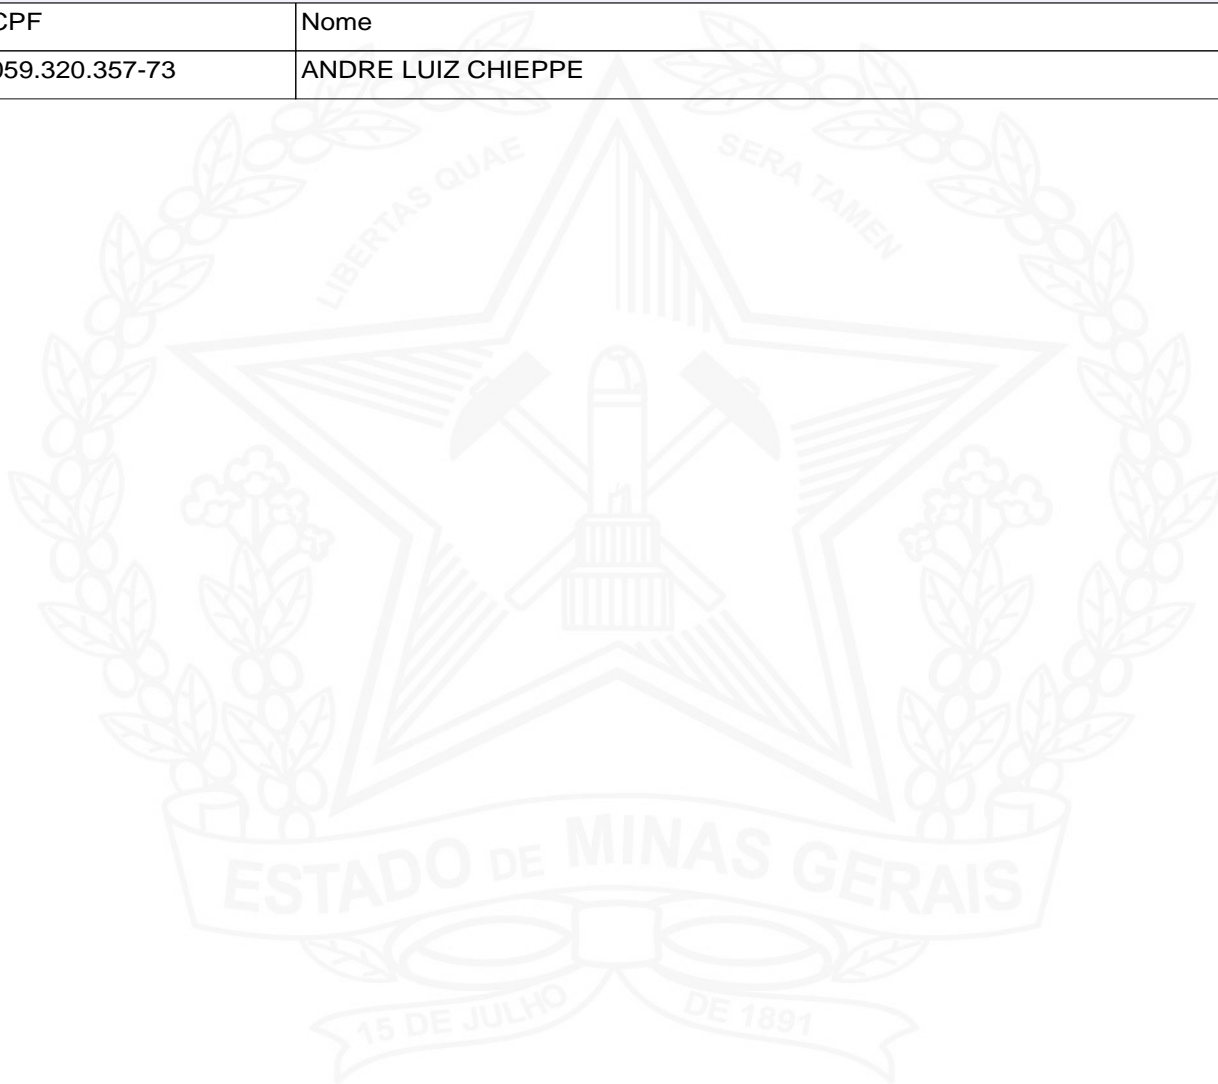 CPF Nome
059.320.357-73 ANDRE LUIZ CHIEPPE
LIBERTAS QUAE SERA TAMEN
ESTADO DE MINAS GERAIS
15 DE JULHO DE 1891